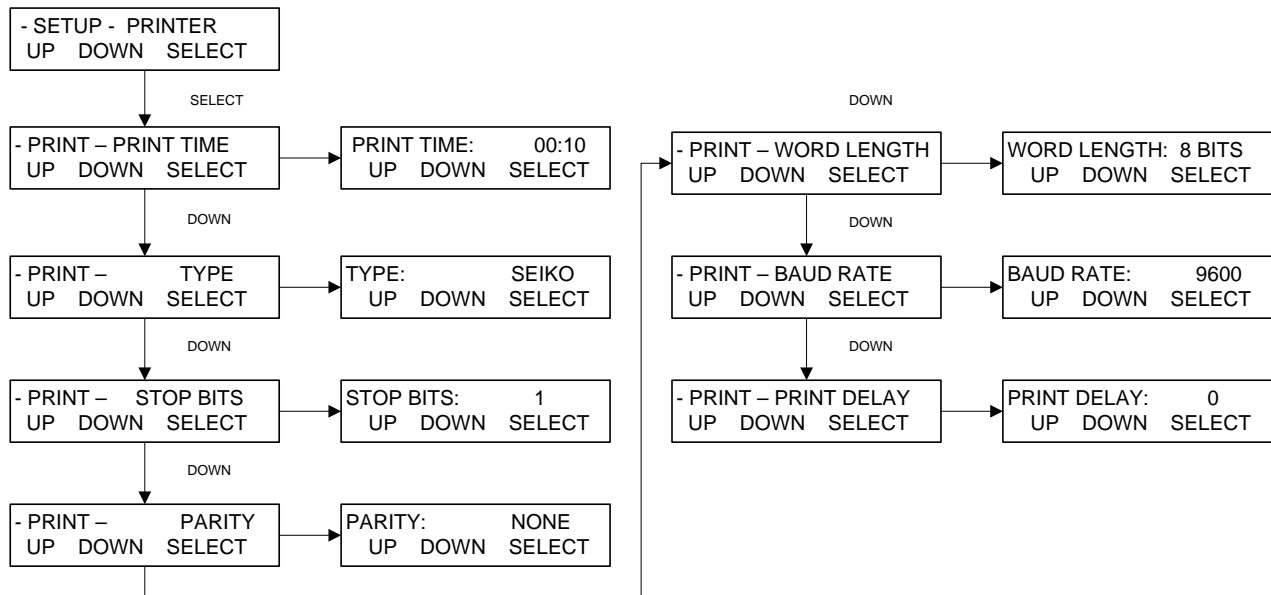 - SETUP - PRINTER
UP DOWN SELECT
SELECT
- PRINT – PRINT TIME
UP DOWN SELECT
PRINT TIME: 00:10
UP DOWN SELECT
DOWN
- PRINT – TYPE
UP DOWN SELECT
TYPE: SEIKO
UP DOWN SELECT
DOWN
- PRINT – STOP BITS
UP DOWN SELECT
STOP BITS: 1
UP DOWN SELECT
DOWN
- PRINT – PARITY
UP DOWN SELECT
PARITY: NONE
UP DOWN SELECT
DOWN
- PRINT – WORD LENGTH
UP DOWN SELECT
WORD LENGTH: 8 BITS
UP DOWN SELECT
DOWN
- PRINT – BAUD RATE
UP DOWN SELECT
BAUD RATE: 9600
UP DOWN SELECT
DOWN
- PRINT – PRINT DELAY
UP DOWN SELECT
PRINT DELAY: 0
UP DOWN SELECT